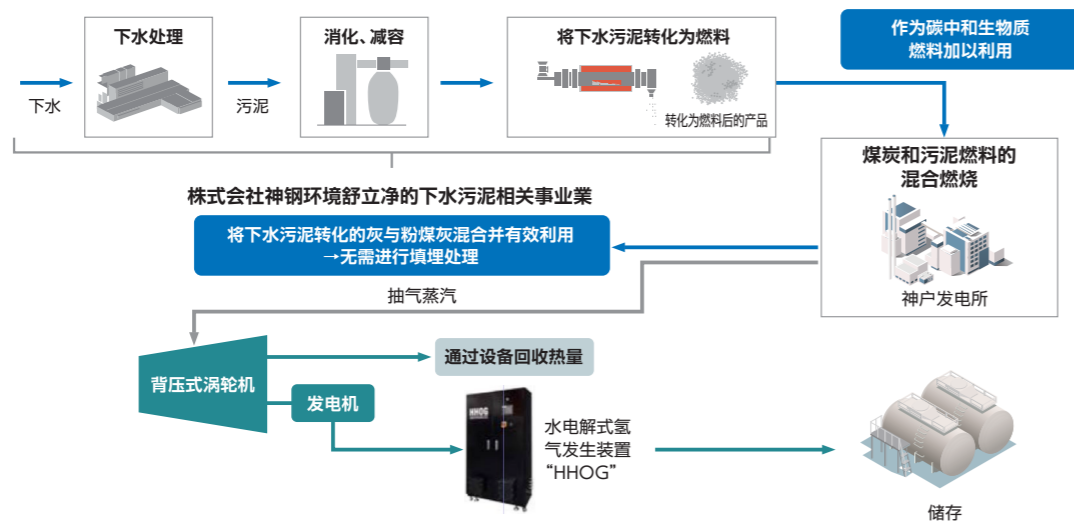 下水处理
消化、减容
将下水污泥转化为燃料
作为碳中和生物质
燃料加以利用
下水
污泥
转化为燃料后的产品
煤炭和污泥燃料的
混合燃烧
株式会社神钢环境舒立净的下水污泥相关事业業
将下水污泥转化的灰与粉煤灰混合并有效利用
→无需进行填埋处理
神户发电所
抽气蒸汽
背压式涡轮机
通过设备回收热量
发电机
HHOG
水电解式氢
气发生装置
“HHOG”
储存